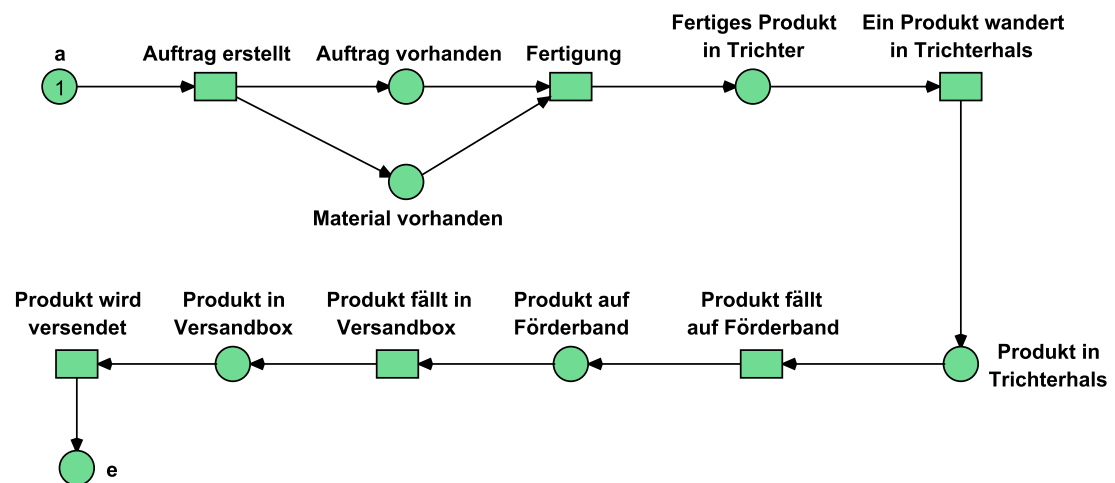 a
1
Auftrag erstellt
Auftrag vorhanden
Fertigung
Fertiges Produkt
in Trichter
Ein Produkt wandert
in Trichterhals
Material vorhanden
Produkt wird
versendet
Produkt in
Versandbox
Produkt fällt in
Versandbox
Produkt auf
Förderband
Produkt fällt
auf Förderband
Produkt in
Trichterhals
e